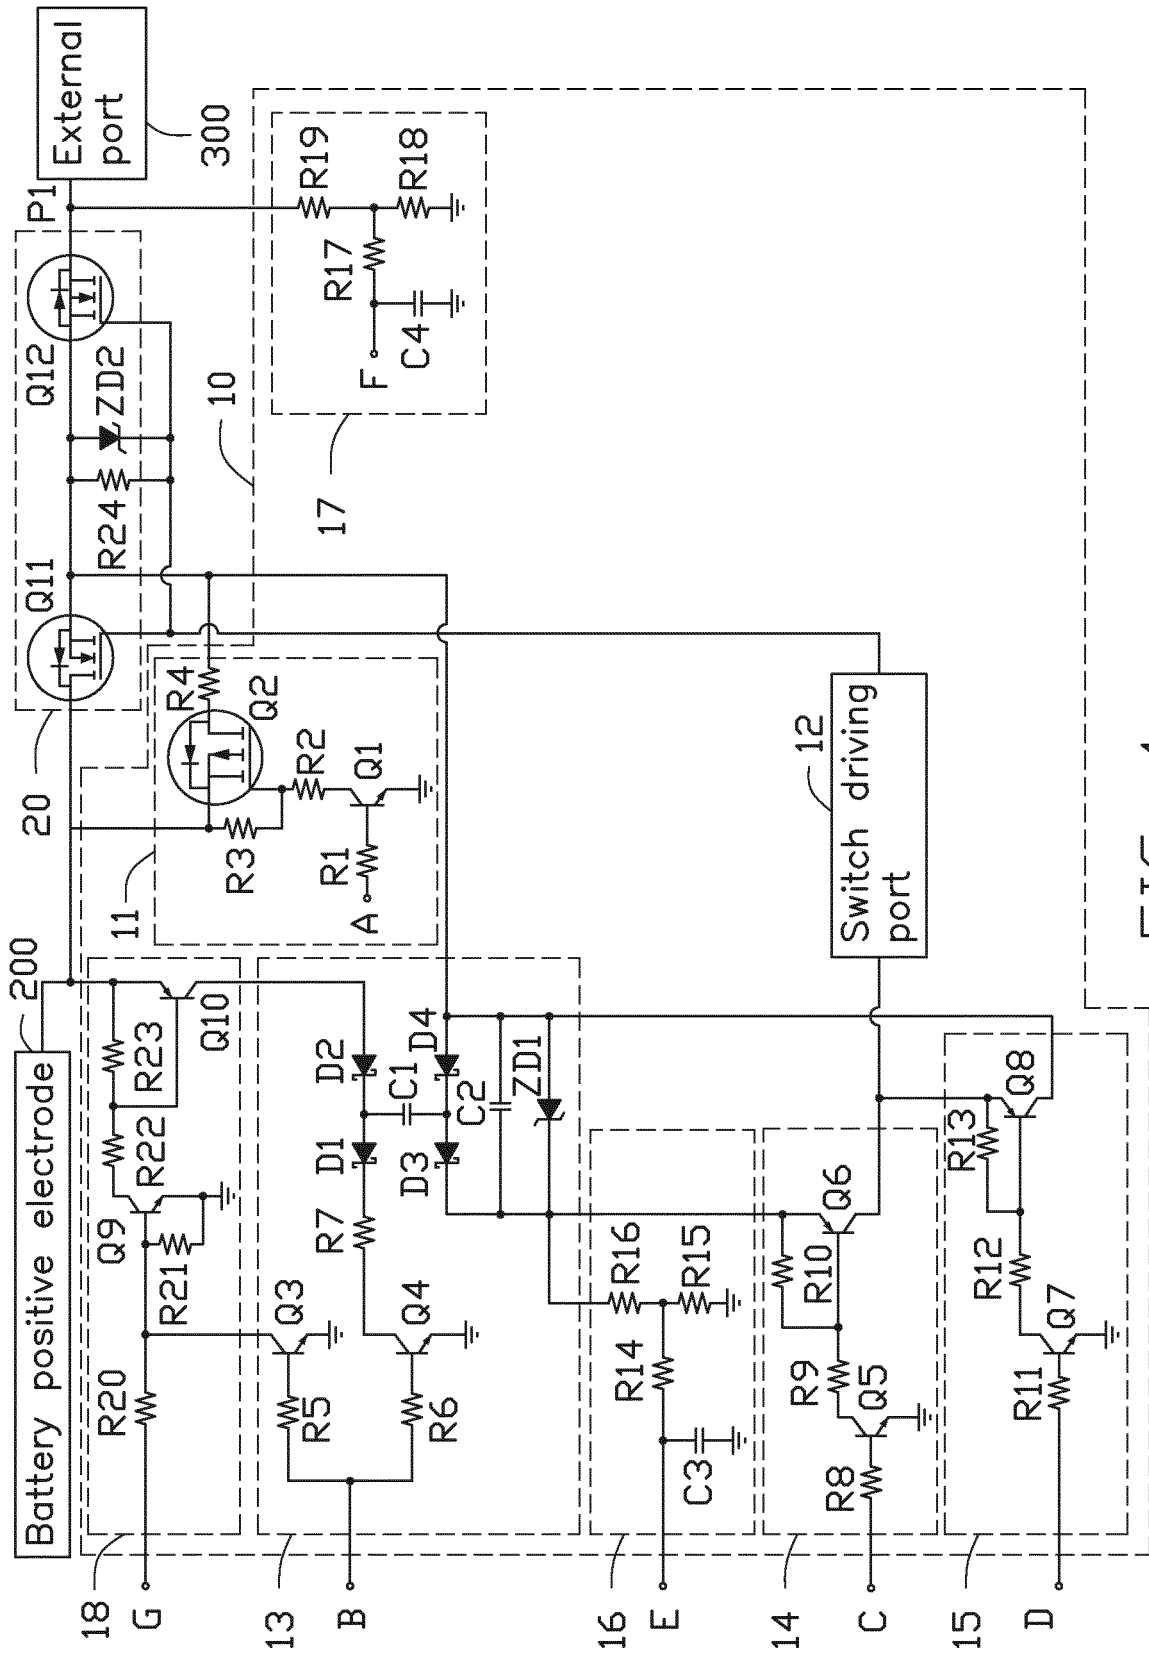 Battery positive electrode
200
External port
300
P1
20
Q11
Q12
R24
ZD2
10
17
R19
R18
R17
C4
F
11
R4
Q2
R3
R2
Q1
R1
A
12
Switch driving port
18
G
R20
R21
Q9
R22
R23
Q10
13
B
R5
Q3
R6
Q4
R7
D1
D2
C1
D3
D4
C2
ZD1
16
E
C3
R14
R16
R15
14
C
R8
Q5
R9
R10
Q6
15
D
R11
Q7
R12
R13
Q8